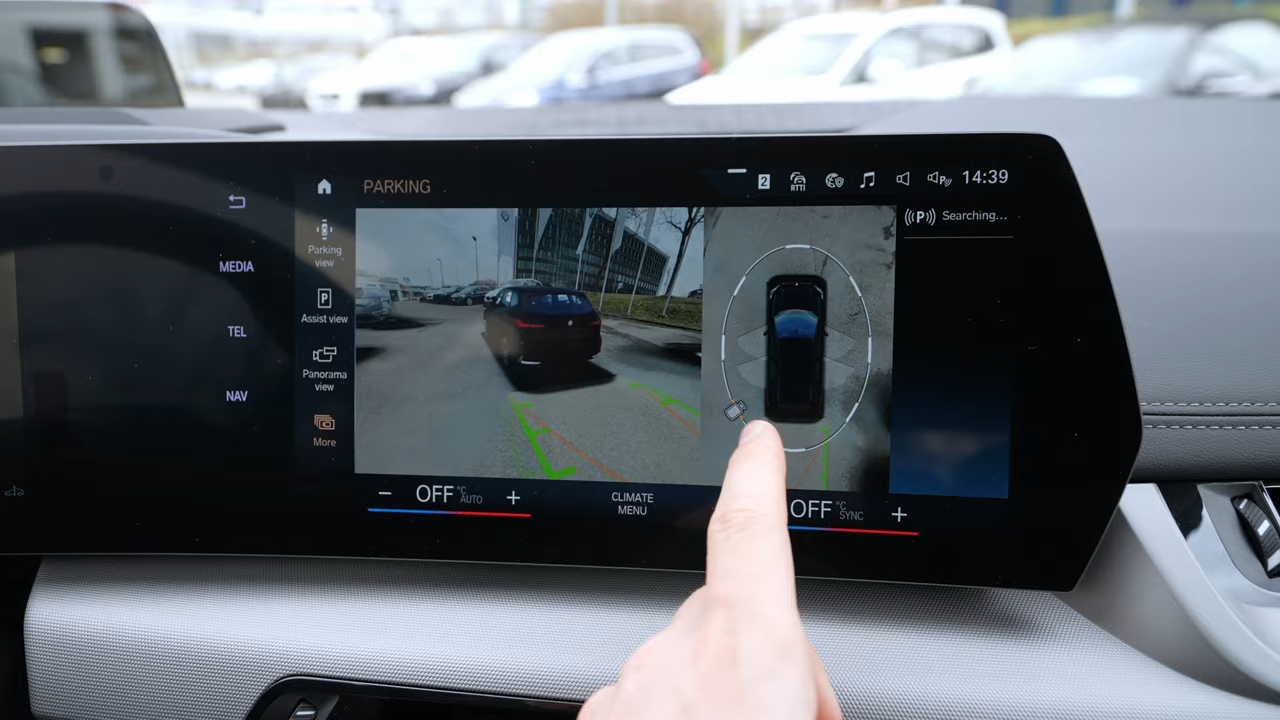 PARKING
2
RTTI
P
14:39
MEDIA
TEL
NAV
Parking
view
P
Assist view
Panorama
view
More
((P)) Searching...
− OFF °C AUTO +
CLIMATE
MENU
OFF °C SYNC +